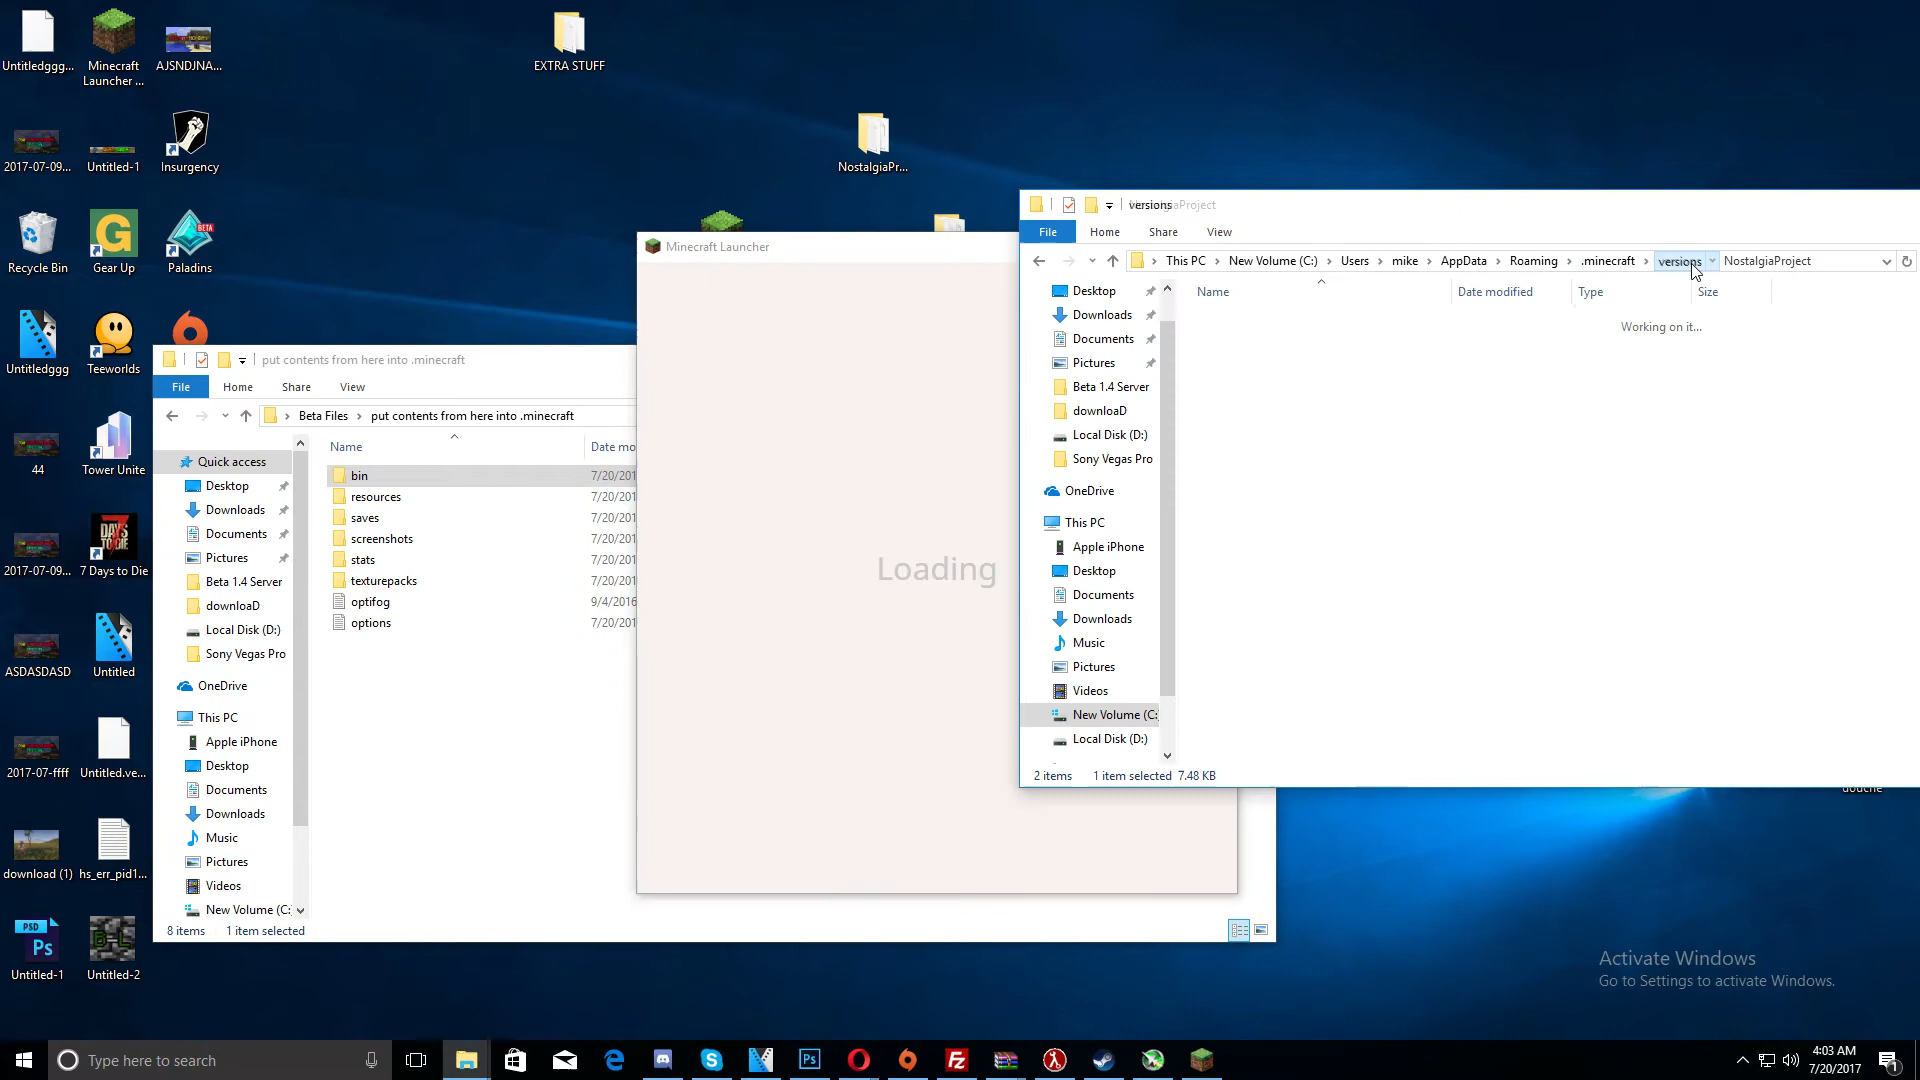 Untitledggg...
Minecraft
Launcher ...
AJSNDJNA...
EXTRA STUFF
2017-07-09...
Untitled-1
Insurgency
NostalgiaPr...
Recycle Bin
Gear Up
Paladins
Untitledggg
Teeworlds
44
Tower Unite
2017-07-09...
7 Days to Die
ASDASDASD
Untitled
2017-07-ffff
Untitled.ve...
download (1)
hs_err_pid1...
Untitled-1
Untitled-2
put contents from here into .minecraft
File Home Share View
Beta Files > put contents from here into .minecraft
Name Date mo
Quick access
Desktop
Downloads
Documents
Pictures
Beta 1.4 Server
downloaD
Local Disk (D:)
Sony Vegas Pro
OneDrive
This PC
Apple iPhone
Desktop
Documents
Downloads
Music
Pictures
Videos
New Volume (C:
bin 7/20/201
resources 7/20/201
saves 7/20/201
screenshots 7/20/201
stats 7/20/201
texturepacks 7/20/201
optifog 9/4/2016
options 7/20/201
8 items 1 item selected
Minecraft Launcher
Loading
versions
File Home Share View
This PC > New Volume (C:) > Users > mike > AppData > Roaming > .minecraft > versions NostalgiaProject
Name Date modified Type Size
Working on it...
Desktop
Downloads
Documents
Pictures
Beta 1.4 Server
downloaD
Local Disk (D:)
Sony Vegas Pro
OneDrive
This PC
Apple iPhone
Desktop
Documents
Downloads
Music
Pictures
Videos
New Volume (C:
Local Disk (D:)
2 items 1 item selected 7.48 KB
douche
Activate Windows
Go to Settings to activate Windows.
Type here to search
4:03 AM
7/20/2017